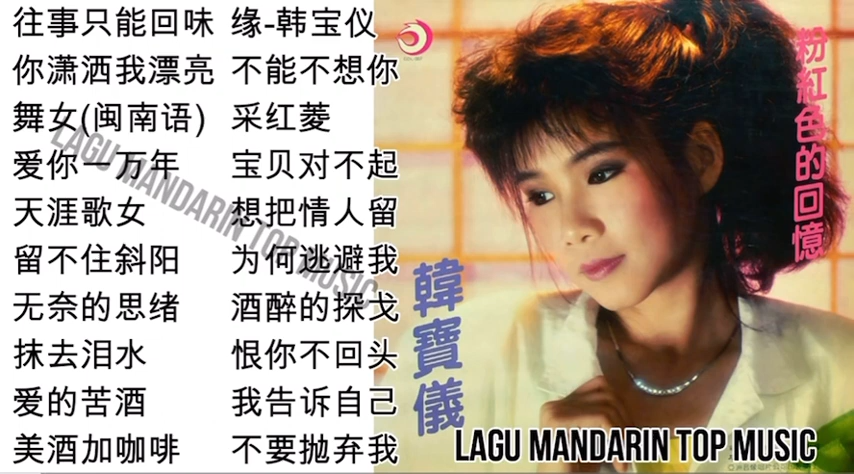 往事只能回味 缘-韩宝仪
你潇洒我漂亮 不能不想你
舞女(闽南语) 采红菱
爱你一万年 宝贝对不起
天涯歌女 想把情人留
留不住斜阳 为何逃避我
无奈的思绪 酒醉的探戈
抹去泪水 恨你不回头
爱的苦酒 我告诉自己
美酒加咖啡 不要抛弃我
LAGU MANDARIN TOP MUSIC
粉紅色的回憶
韓寶儀
LAGU MANDARIN TOP MUSIC